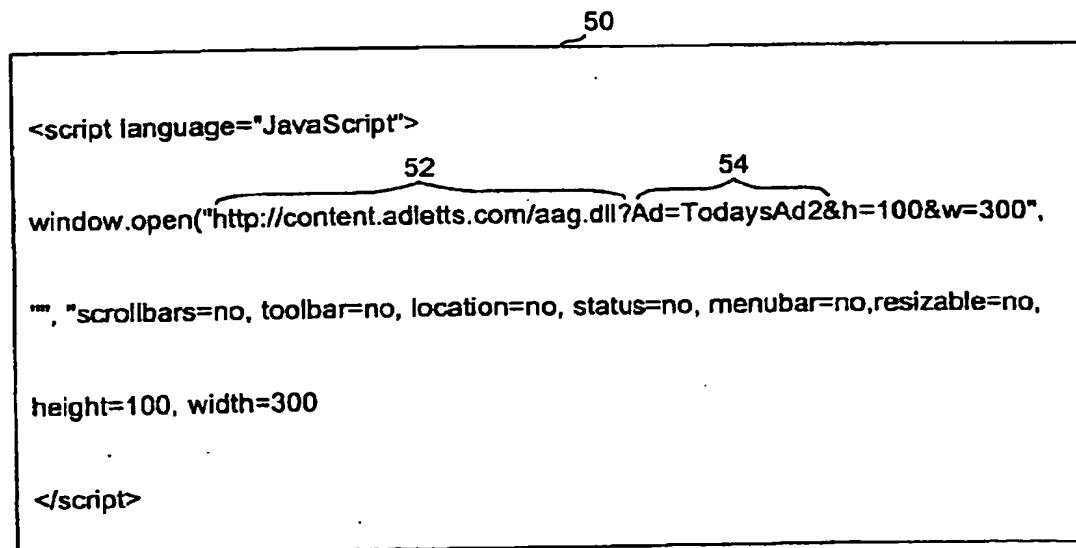 50
<script language="JavaScript">
52 54
window.open("http://content.adletts.com/aag.dll?Ad=TodaysAd2&h=100&w=300",
"", "scrollbars=no, toolbar=no, location=no, status=no, menubar=no,resizable=no,
height=100, width=300
</script>